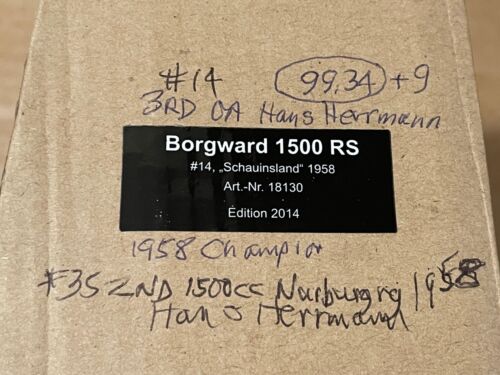 #14 99.34 +9
3RD OA Hans Herrmann
Borgward 1500 RS
#14, „Schauinsland" 1958
Art.-Nr. 18130
Edition 2014
1958 Champion
#35 2ND 1500cc Nurburgrg 1958
Hans Herrmann